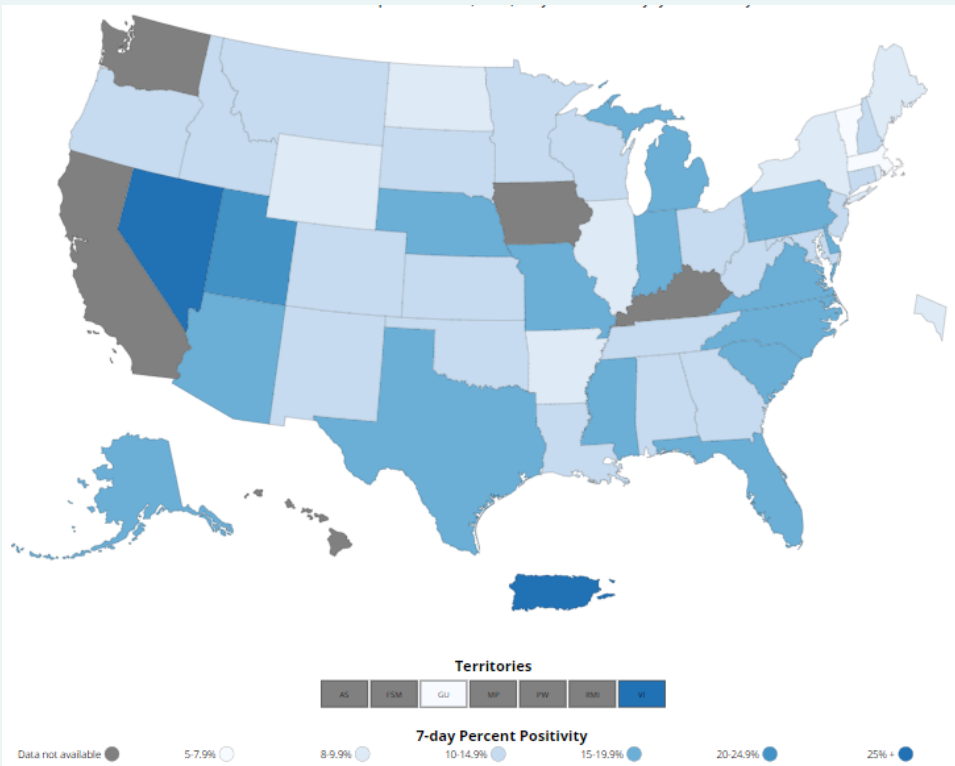 Territories
AS FSM GU MP PW RMI VI
7-day Percent Positivity
Data not available 5-7.9% 8-9.9% 10-14.9% 15-19.9% 20-24.9% 25% +